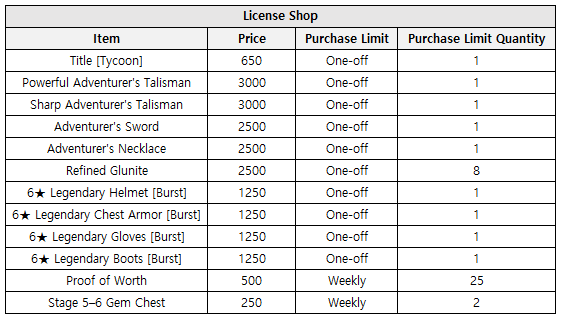 License Shop
Item Price Purchase Limit Purchase Limit Quantity
Title [Tycoon] 650 One-off 1
Powerful Adventurer's Talisman 3000 One-off 1
Sharp Adventurer's Talisman 3000 One-off 1
Adventurer's Sword 2500 One-off 1
Adventurer's Necklace 2500 One-off 1
Refined Glunite 2500 One-off 8
6★ Legendary Helmet [Burst] 1250 One-off 1
6★ Legendary Chest Armor [Burst] 1250 One-off 1
6★ Legendary Gloves [Burst] 1250 One-off 1
6★ Legendary Boots [Burst] 1250 One-off 1
Proof of Worth 500 Weekly 25
Stage 5–6 Gem Chest 250 Weekly 2